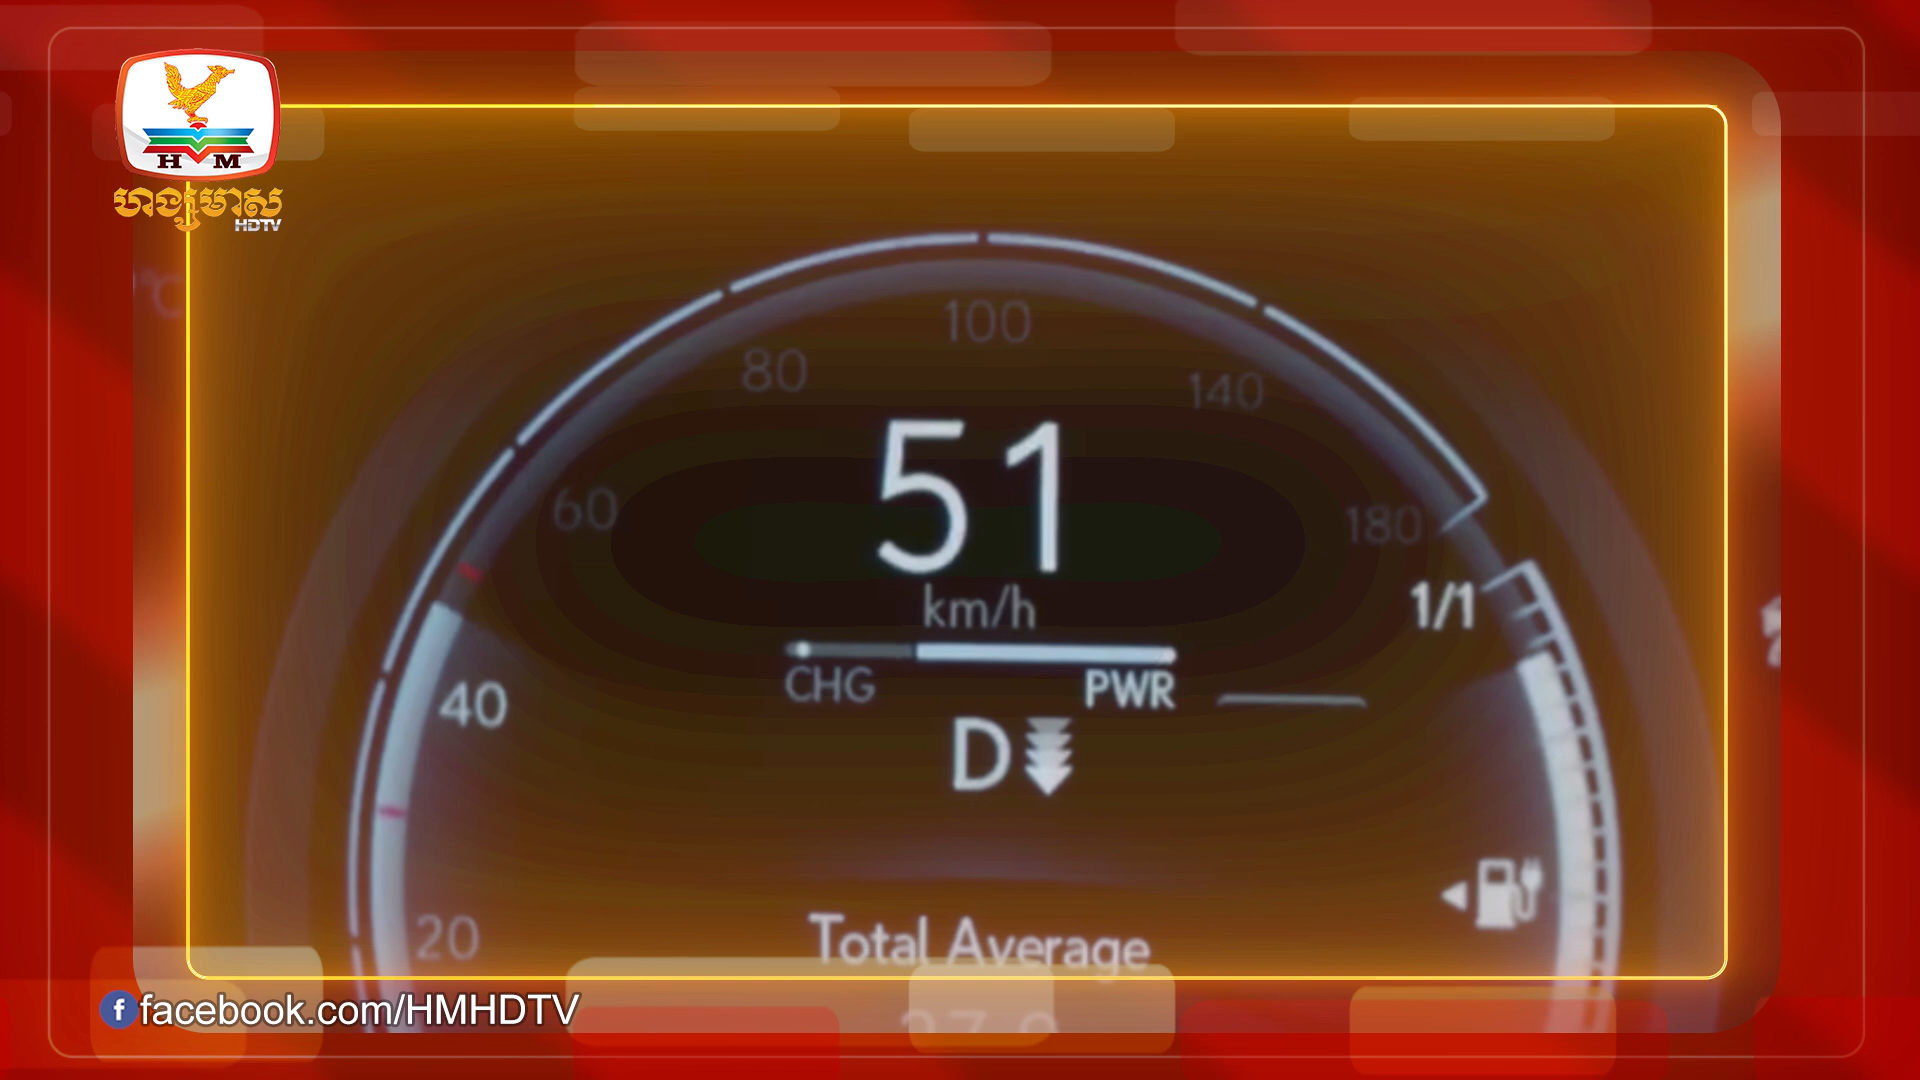 H M
ហង្សមាស
HDTV
°C
100
80
140
60
51
180
km/h
1/1
CHG
PWR
40
D
20
Total Average
facebook.com/HMHDTV